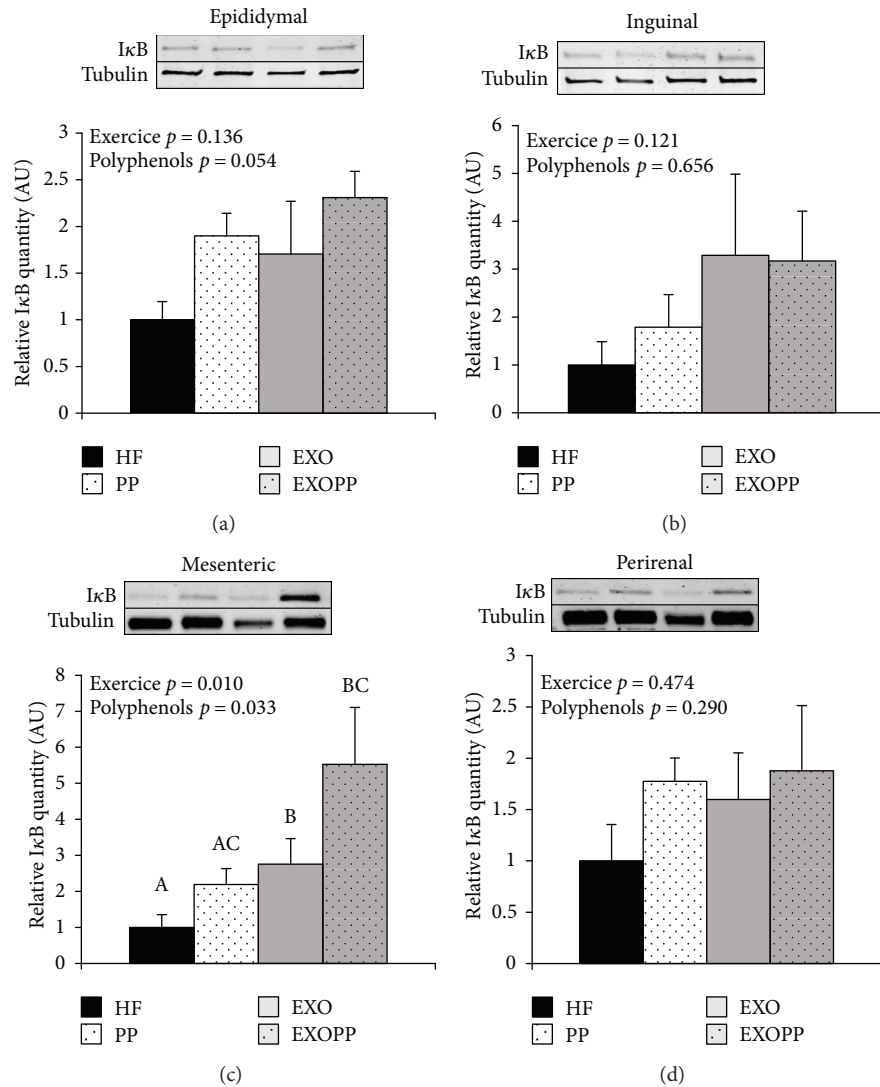 Epididymal
IκB
Tubulin
Exercice p = 0.136
Polyphenols p = 0.054
Relative IκB quantity (AU)
3
2.5
2
1.5
1
0.5
0
HF
EXO
PP
EXOPP
(a)
Inguinal
IκB
Tubulin
Exercice p = 0.121
Polyphenols p = 0.656
Relative IκB quantity (AU)
6
5
4
3
2
1
0
HF
EXO
PP
EXOPP
(b)
Mesenteric
IκB
Tubulin
Exercice p = 0.010
Polyphenols p = 0.033
Relative IκB quantity (AU)
8
7
6
5
4
3
2
1
0
A
AC
B
BC
HF
EXO
PP
EXOPP
(c)
Perirenal
IκB
Tubulin
Exercice p = 0.474
Polyphenols p = 0.290
Relative IκB quantity (AU)
3
2.5
2
1.5
1
0.5
0
HF
EXO
PP
EXOPP
(d)